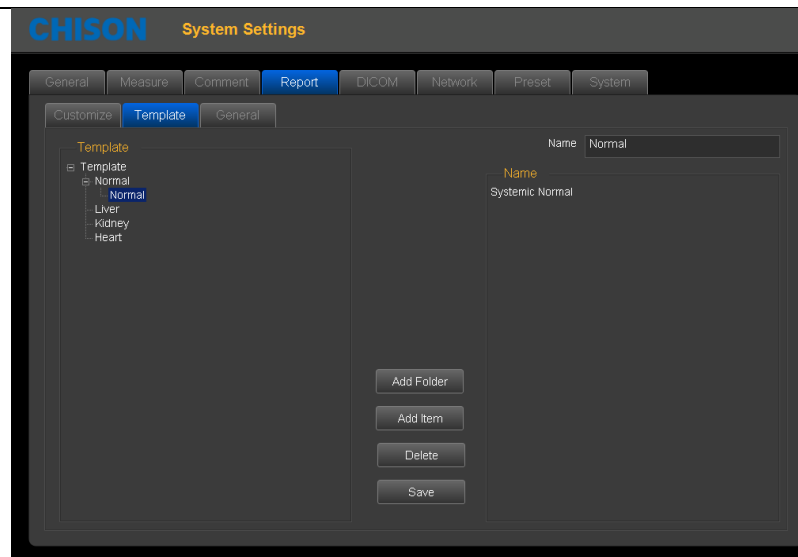 CHISON System Settings
General Measure Comment Report DICOM Network Preset System
Customize Template General
Template
Template
Normal
Normal
Liver
Kidney
Heart
Name Normal
Name
Systemic Normal
Add Folder
Add Item
Delete
Save